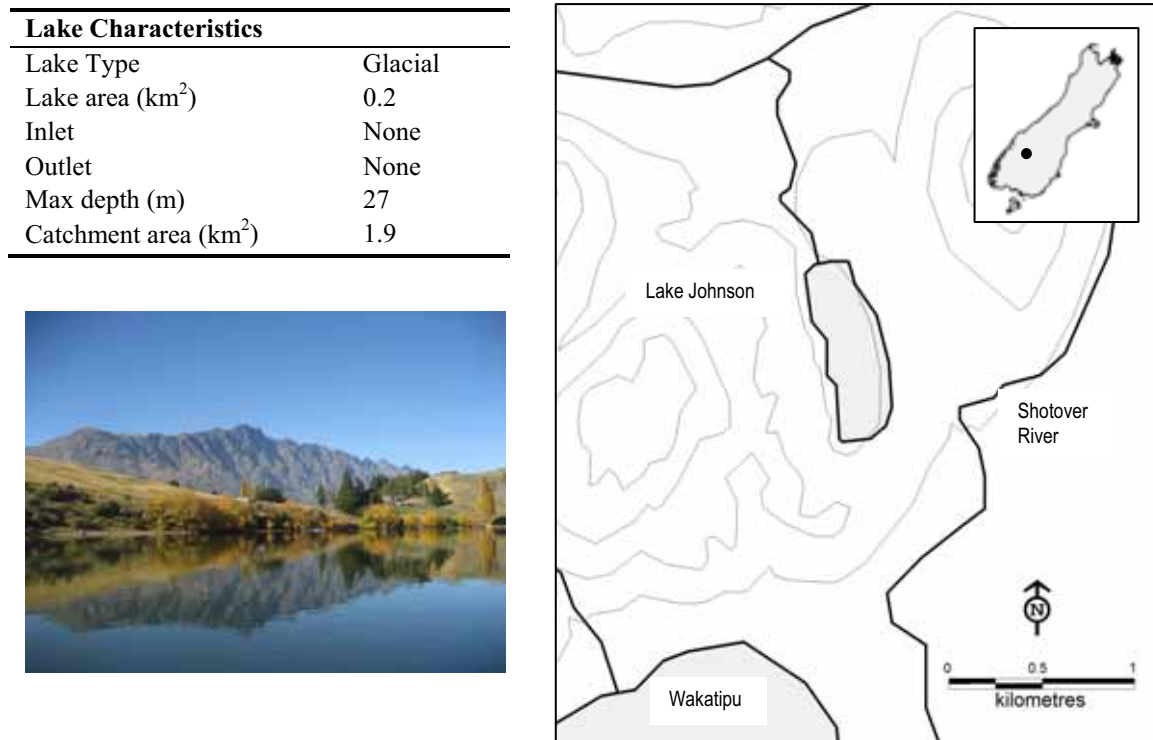 Lake Characteristics
Lake Type Glacial
Lake area (km²) 0.2
Inlet None
Outlet None
Max depth (m) 27
Catchment area (km²) 1.9
Lake Johnson
Shotover
River
Wakatipu
N
0 0.5 1
kilometres